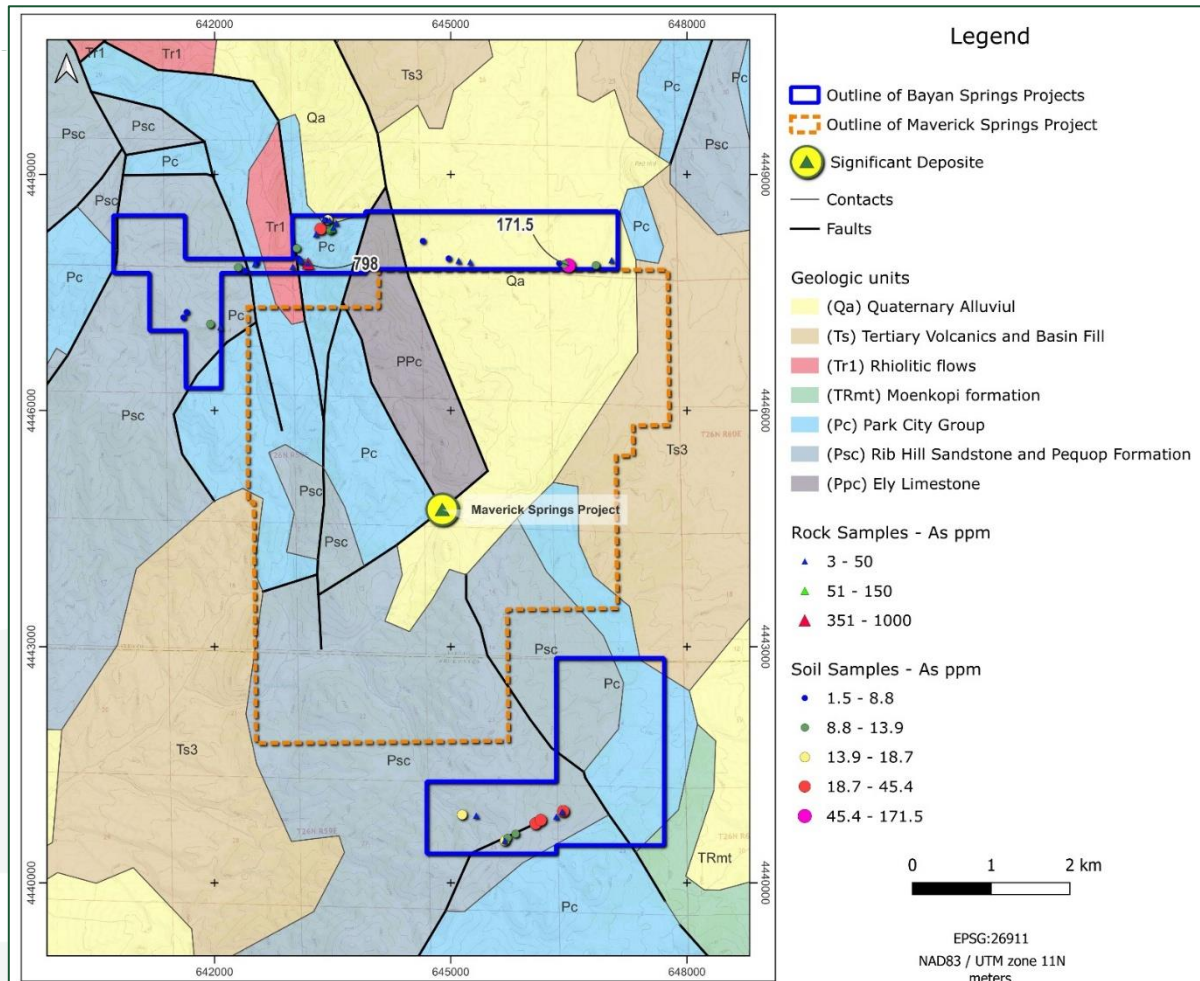 642000
645000
648000
Tr1
Tr1
Ts3
Pc
Pc
Qa
Psc
Psc
Psc
Pc
4449000
4449000
Psc
Pc
Tr1
Pc
171.5
798
Qa
Pc
Pc
PPc
4446000
4446000
Psc
Ts3
T26N R60E
Pc
Psc
Maverick Springs Project
Psc
4443000
4443000
Psc
Pc
Ts3
Psc
T26N R59E
TRmt
4440000
4440000
Pc
642000
645000
648000
Legend
Outline of Bayan Springs Projects
Outline of Maverick Springs Project
Significant Deposite
Contacts
Faults
Geologic units
(Qa) Quaternary Alluviul
(Ts) Tertiary Volcanics and Basin Fill
(Tr1) Rhiolitic flows
(TRmt) Moenkopi formation
(Pc) Park City Group
(Psc) Rib Hill Sandstone and Pequop Formation
(Ppc) Ely Limestone
Rock Samples - As ppm
3 - 50
51 - 150
351 - 1000
Soil Samples - As ppm
1.5 - 8.8
8.8 - 13.9
13.9 - 18.7
18.7 - 45.4
45.4 - 171.5
0 1 2 km
EPSG:26911
NAD83 / UTM zone 11N
meters